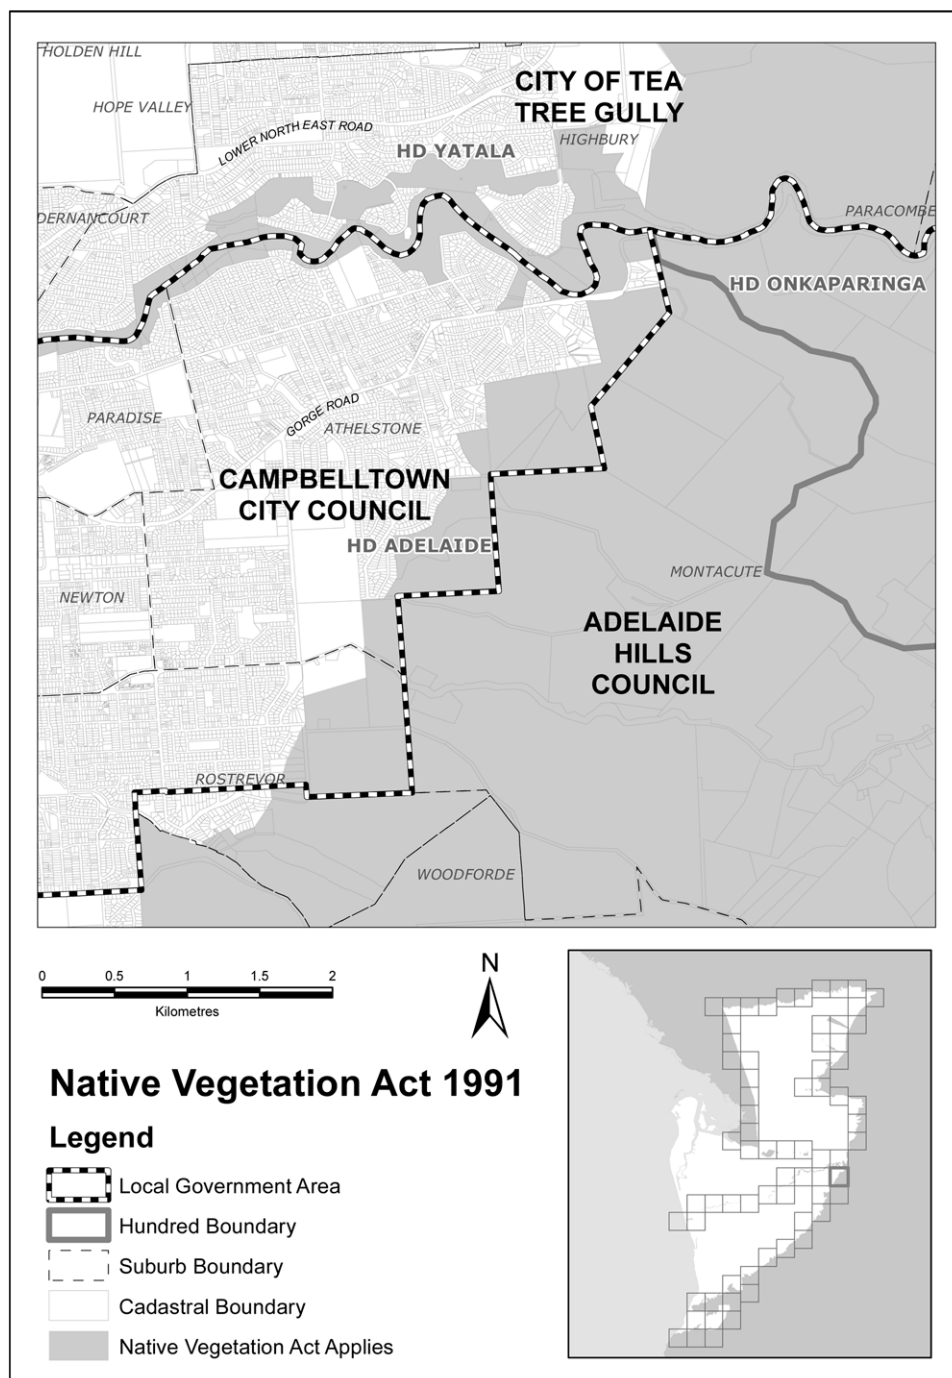 HOLDEN HILL
CITY OF TEA
TREE GULLY
HOPE VALLEY
LOWER NORTH EAST ROAD
HIGHBURY
HD YATALA
DERNANCOURT
PARACOMBE
HD ONKAPARINGA
PARADISE
GORGE ROAD
ATHELSTONE
CAMPBELLTOWN
CITY COUNCIL
HD ADELAIDE
MONTACUTE
NEWTON
ADELAIDE
HILLS
COUNCIL
ROSTREVOR
WOODFORDE
0 0.5 1 1.5 2
Kilometres
N
Native Vegetation Act 1991
Legend
Local Government Area
Hundred Boundary
Suburb Boundary
Cadastral Boundary
Native Vegetation Act Applies